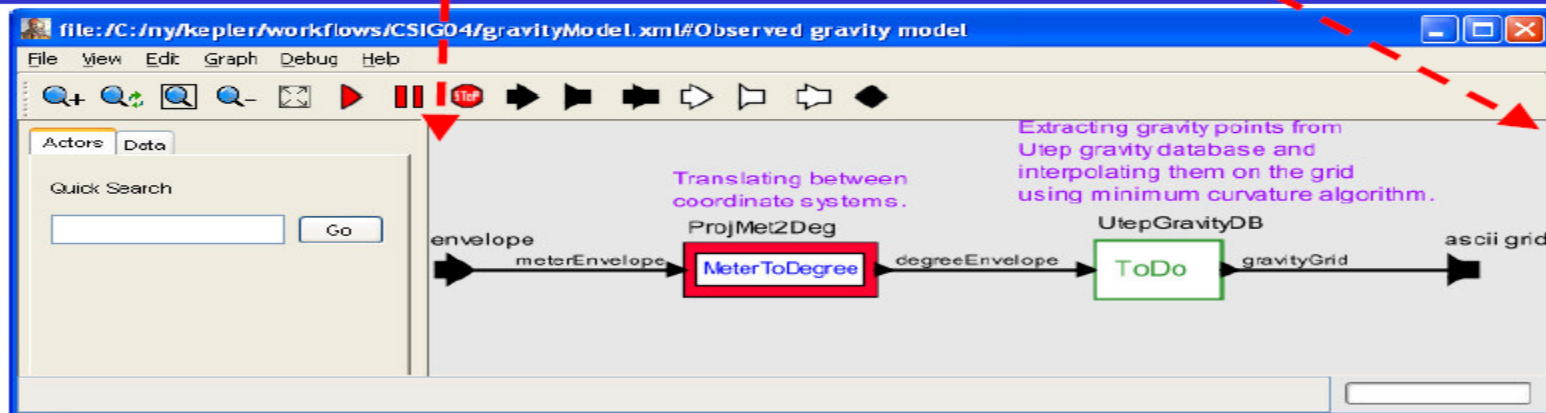 file:/C:/ny/kepler/workflows/CSIG04/gravityModel.xml#Observed gravity model
File View Edit Graph Debug Help
STOP
Actors Data
Quick Search
Go
Extracting gravity points from
Utep gravity database and
interpolating them on the grid
using minimum curvature algorithm.
Translating between
coordinate systems.
ProjMet2Deg
UtepGravityDB
envelope
ascii grid
meterEnvelope
MeterToDegree
degreeEnvelope
ToDo
gravityGrid